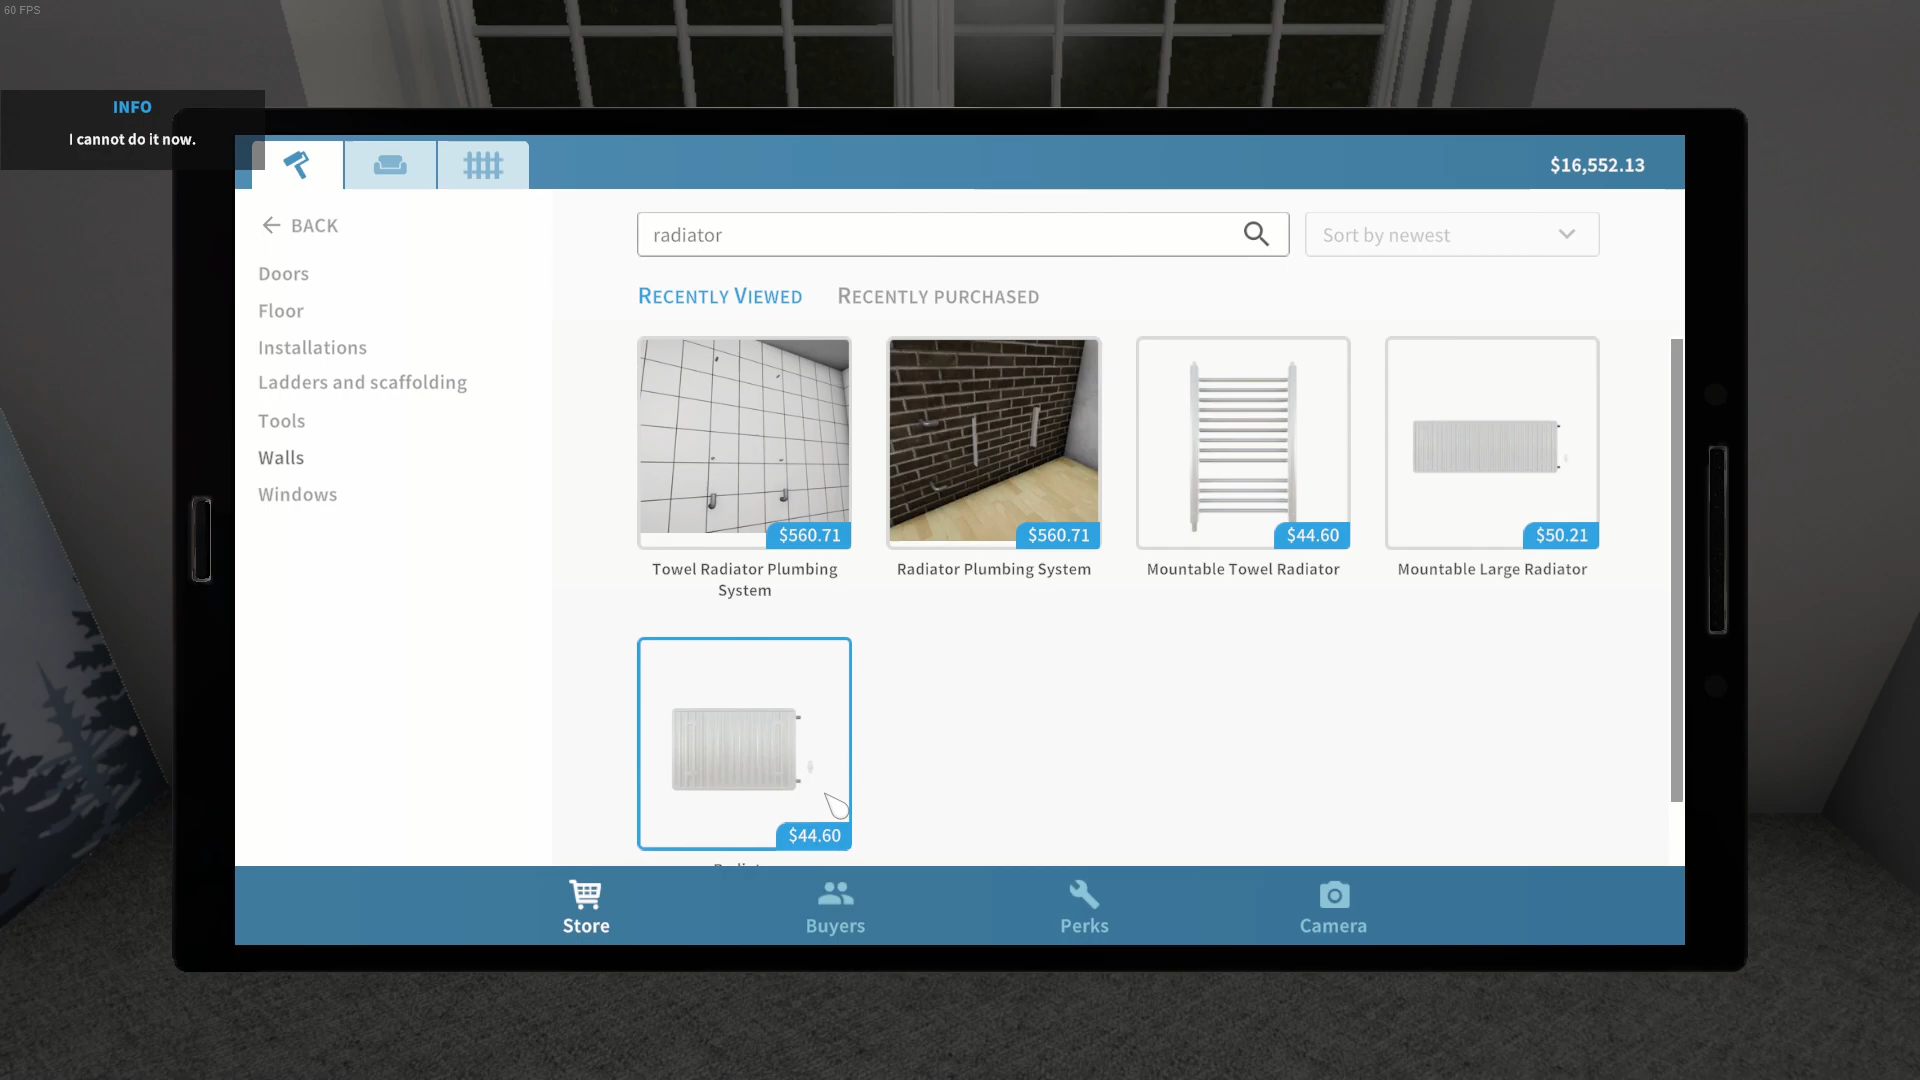 60 FPS
INFO
I cannot do it now.
$16,552.13
BACK
Doors
Floor
Installations
Ladders and scaffolding
Tools
Walls
Windows
radiator
Sort by newest
RECENTLY VIEWED
RECENTLY PURCHASED
$560.71
Towel Radiator Plumbing
System
$560.71
Radiator Plumbing System
$44.60
Mountable Towel Radiator
$50.21
Mountable Large Radiator
$44.60
Store
Buyers
Perks
Camera